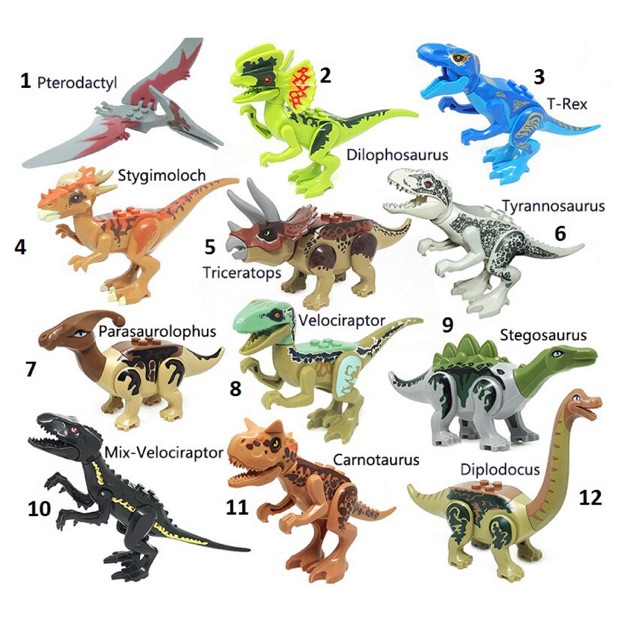 1 Pterodactyl
2
Dilophosaurus
3
T-Rex
Stygimoloch
4
5
Triceratops
Tyrannosaurus
6
Parasaurolophus
7
Velociraptor
8
9
Stegosaurus
Mix-Velociraptor
10
Carnotaurus
11
Diplodocus
12